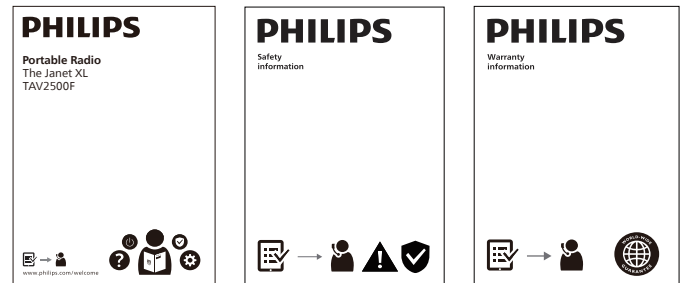 PHILIPS
Portable Radio
The Janet XL
TAV2500F
?
www.philips.com/welcome
PHILIPS
Safety
information
!
PHILIPS
Warranty
information
WORLD-WIDE
GUARANTEE